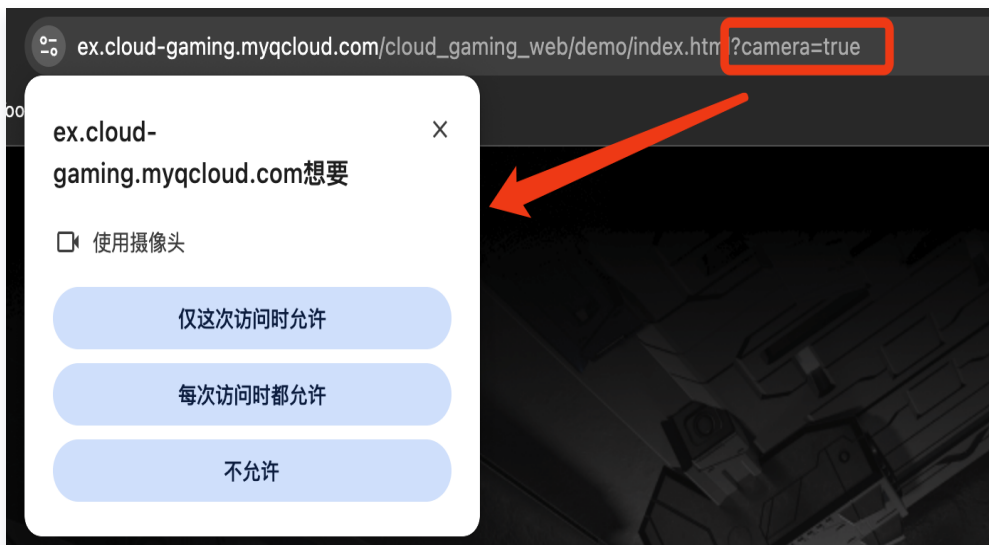 ex.cloud-gaming.myqcloud.com/cloud_gaming_web/demo/index.htm?camera=true
oo
ex.cloud-
gaming.myqcloud.com想要
使用摄像头
仅这次访问时允许
每次访问时都允许
不允许